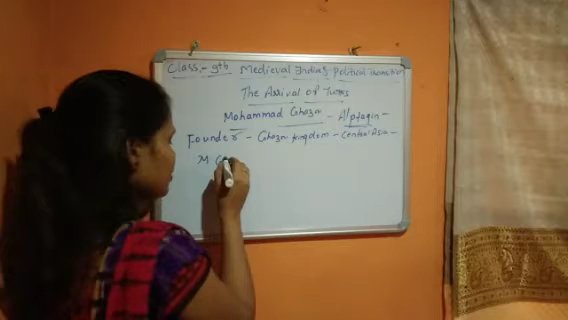 Class:- 9th Medieval India & Political
The Arrival of Turks
Mohammad Ghazni - Alptagin -
Founder - Ghazni kingdom - Central Asia -
M G